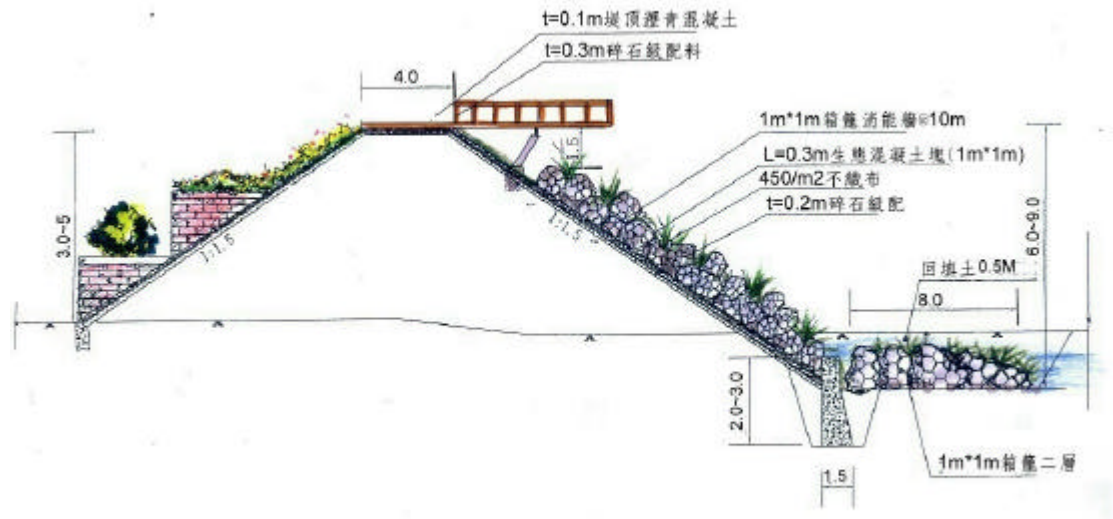 t=0.1m堤顶瀝青混凝土
t=0.3m碎石級配料
4.0
1m*1m箱籠消能牆@10m
L=0.3m生態混凝土塊(1m*1m)
450/m2不織布
t=0.2m碎石級配
1.5
3.0~5
1:1.5
1:1.5
6.0~9.0
回填土0.5M
8.0
2.0~3.0
1m*1m箱籠二層
1.5